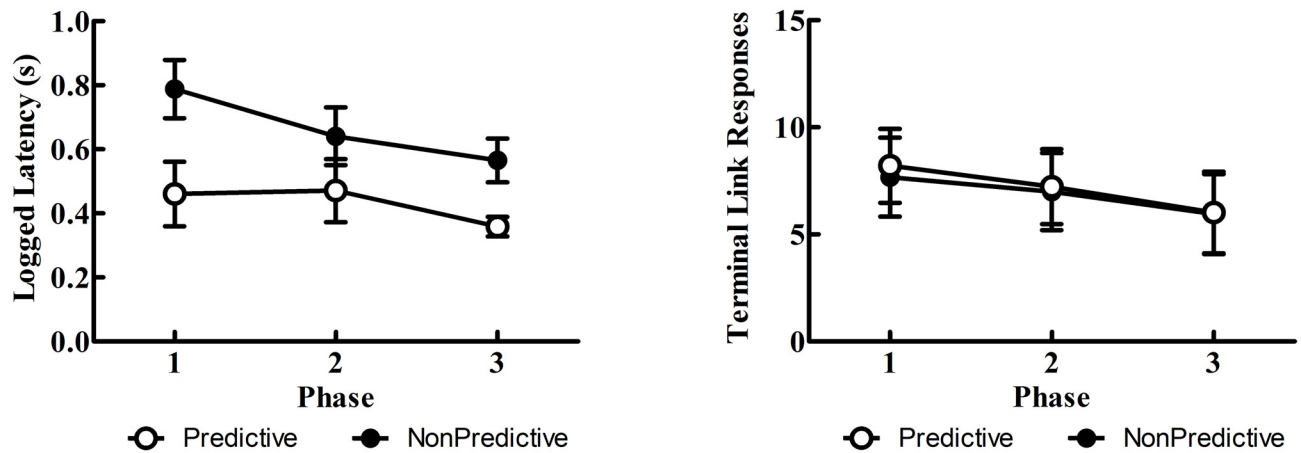 Logged Latency (s)
1.0
0.8
0.6
0.4
0.2
0.0
1 2 3
Phase
Predictive NonPredictive
Terminal Link Responses
15
10
5
0
1 2 3
Phase
Predictive NonPredictive